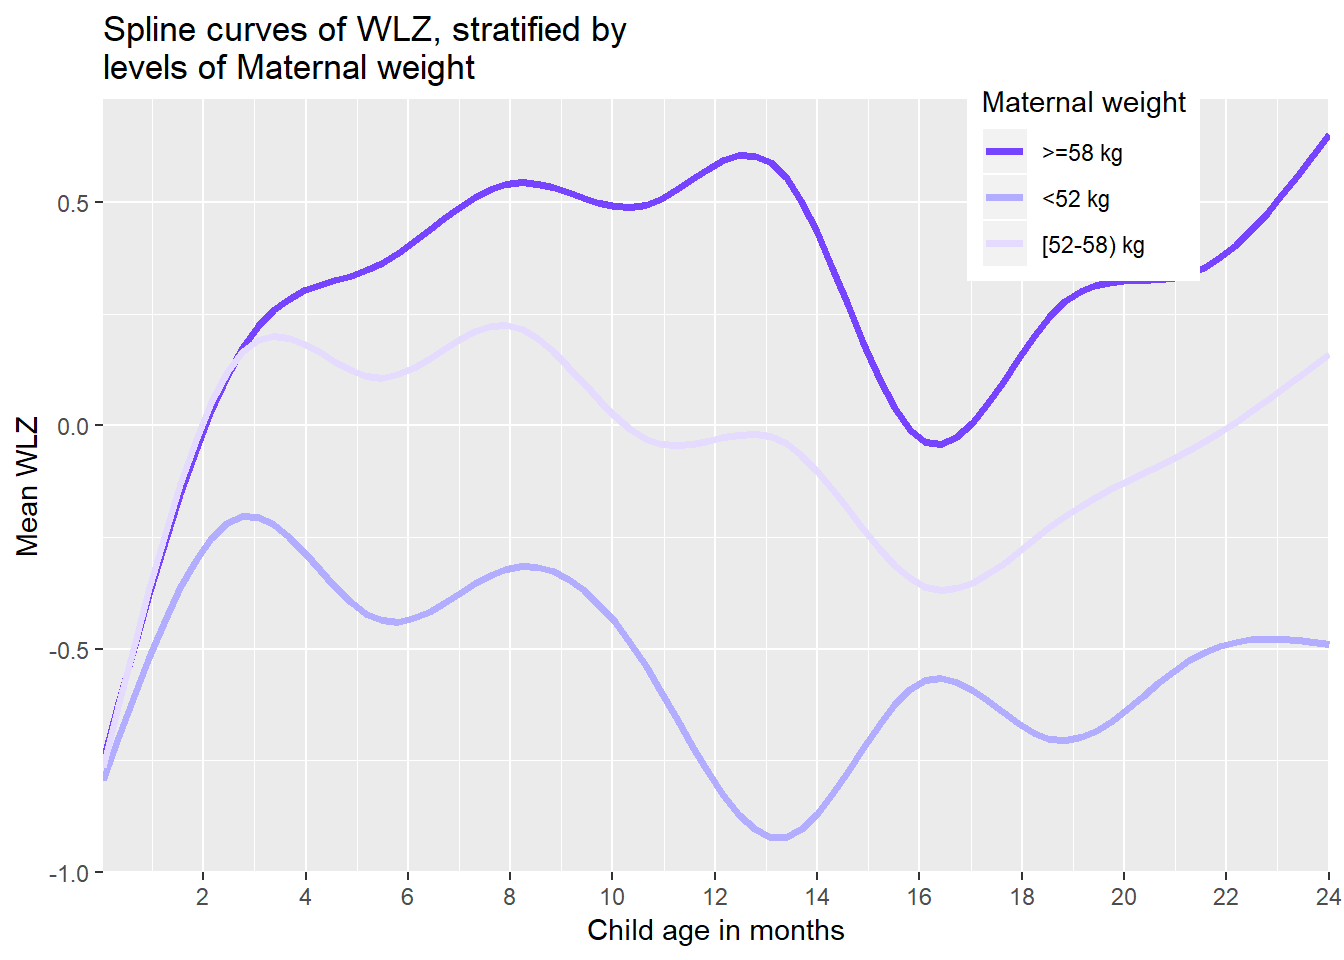 Spline curves of WLZ, stratified by
levels of Maternal weight
Maternal weight
>=58 kg
<52 kg
[52-58) kg
Mean WLZ
0.5
0.0
-0.5
-1.0
2 4 6 8 10 12 14 16 18 20 22 24
Child age in months